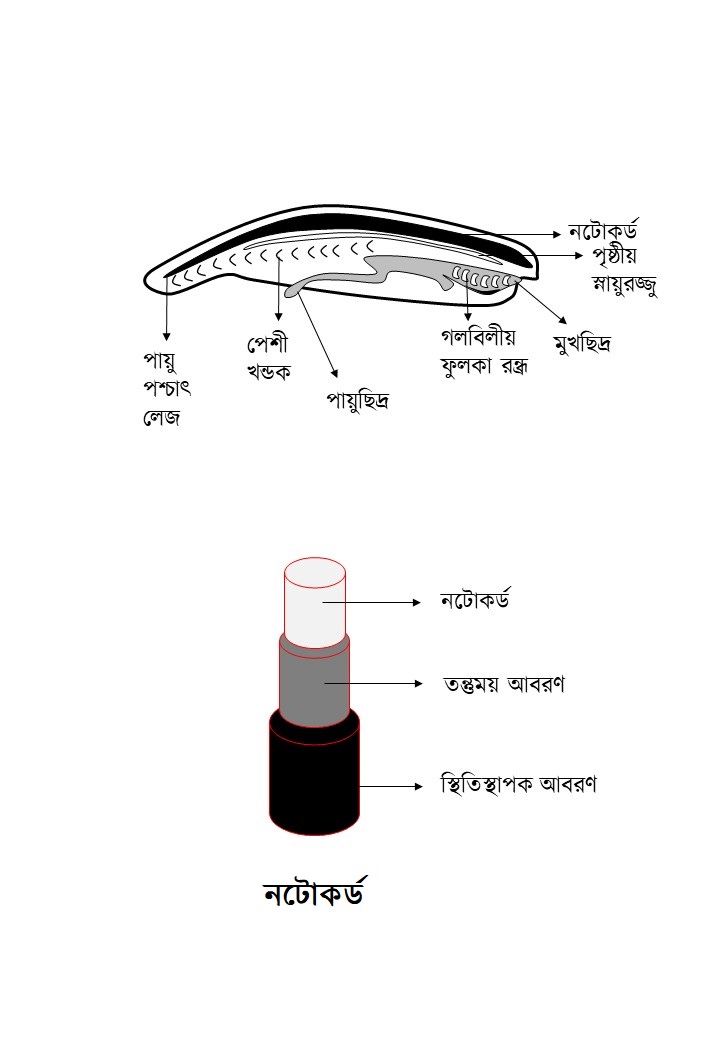 নটোকর্ড
পৃষ্ঠীয়
স্নায়ুরজ্জু
পায়ু
পশ্চাৎ
লেজ
পেশী
খন্ডক
পায়ুছিদ্র
গলবিলীয়
ফুলকা রন্ধ্র
মুখছিদ্র
নটোকর্ড
তন্তুময় আবরণ
স্থিতিস্থাপক আবরণ
নটোকর্ড